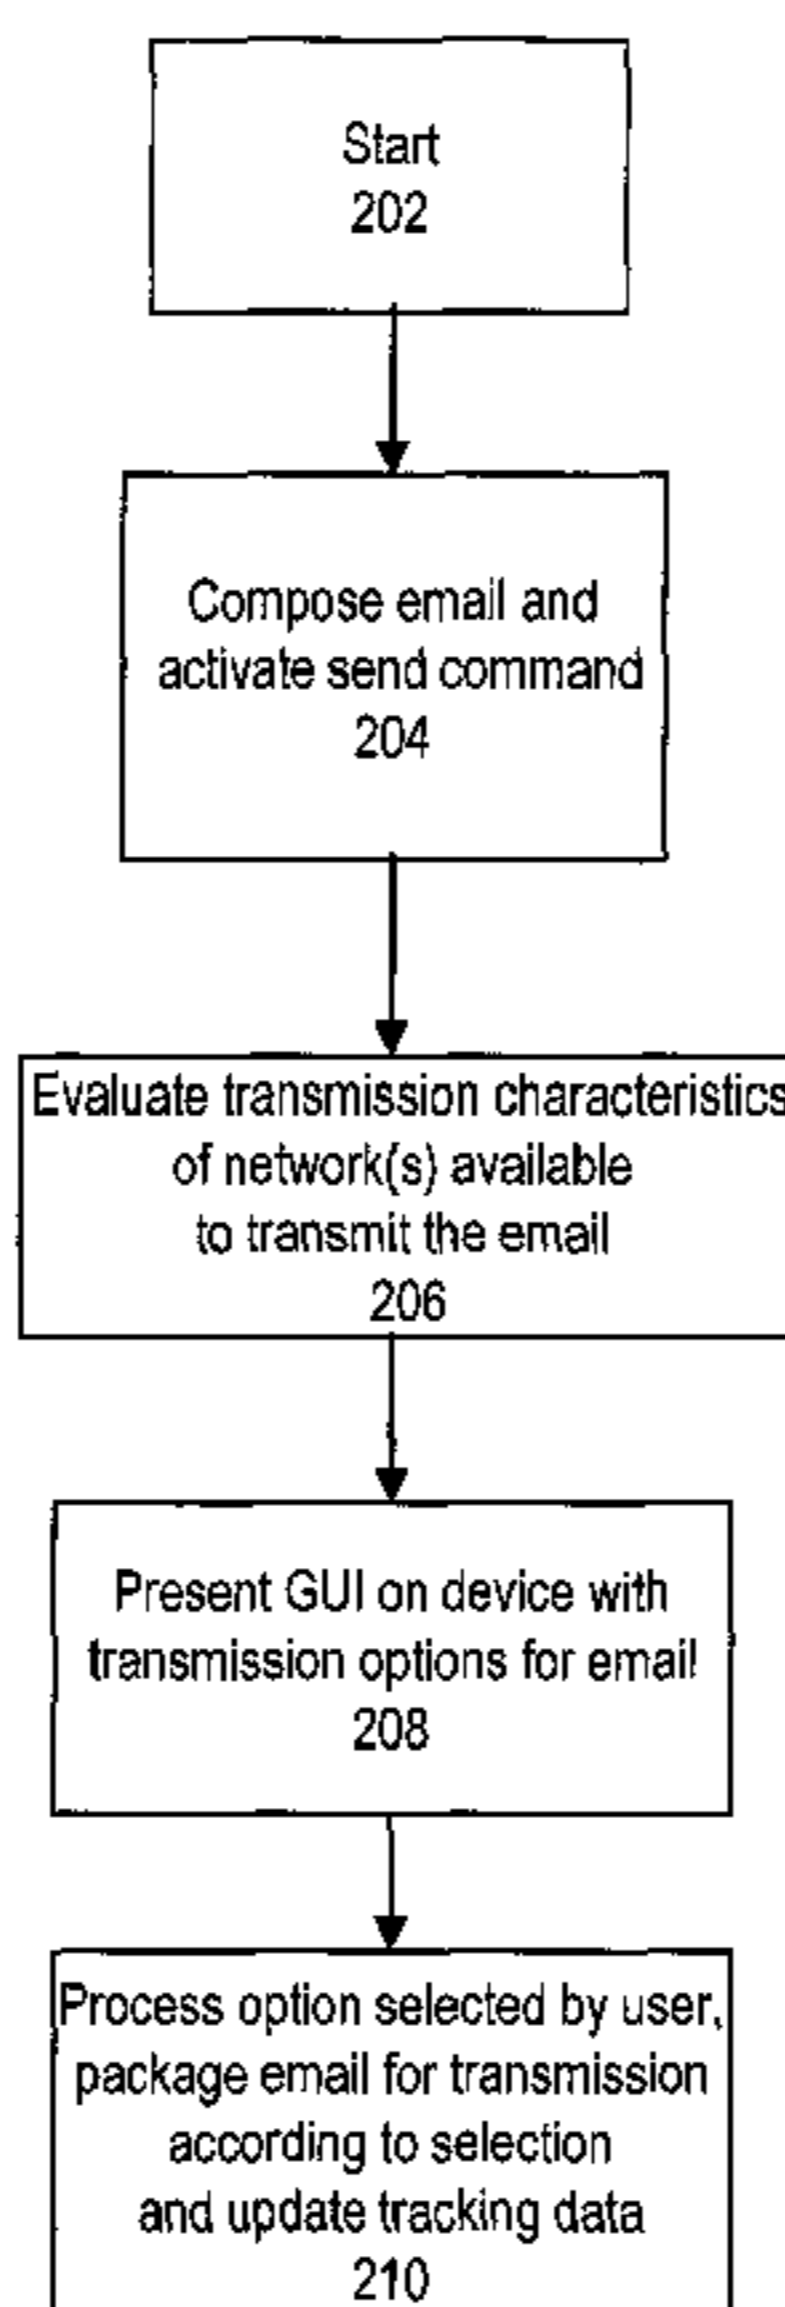 Start
202
Compose email and
activate send command
204
Evaluate transmission characteristics
of network(s) available
to transmit the email
206
Present GUI on device with
transmission options for email
208
Process option selected by user,
package email for transmission
according to selection
and update tracking data
210